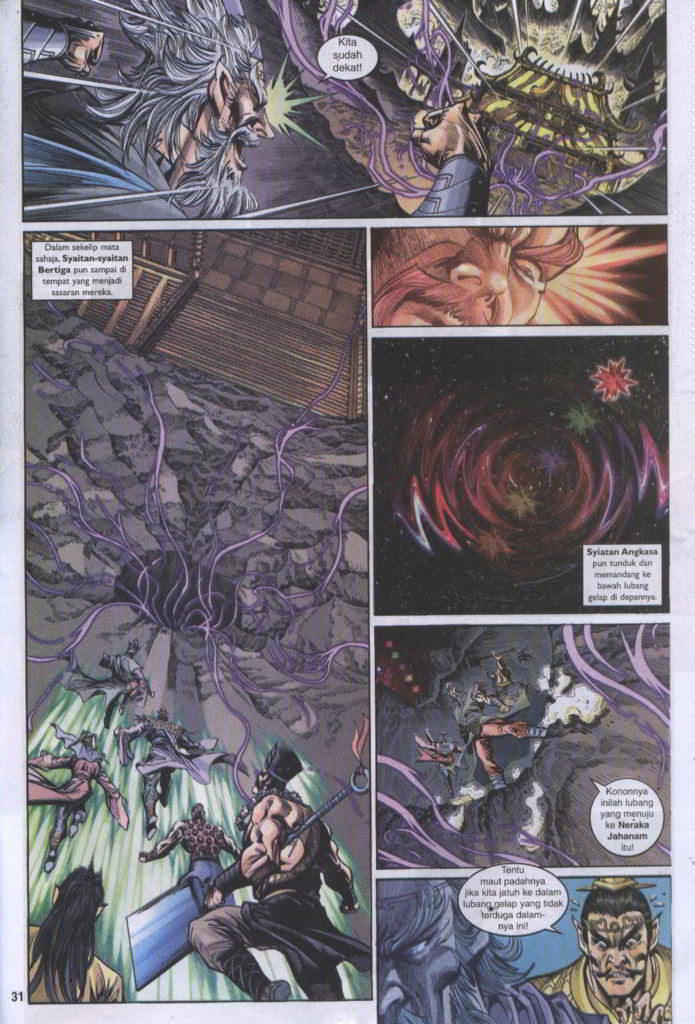 Kita
sudah
dekat!
Dalam sekelip mata
sahaja, Syaitan-syaitan
Bertiga pun sampai di
tempat yang menjadi
sasaran mereka.
Syiatan Angkasa
pun tunduk dan
memandang ke
bawah lubang
gelap di depannya.
Kononnya
inilah lubang
yang menuju
ke Neraka
Jahanam
itu!
Tentu
maut padahnya
jika kita jatuh ke dalam
lubang gelap yang tidak
terduga dalam-
nya ini!
31